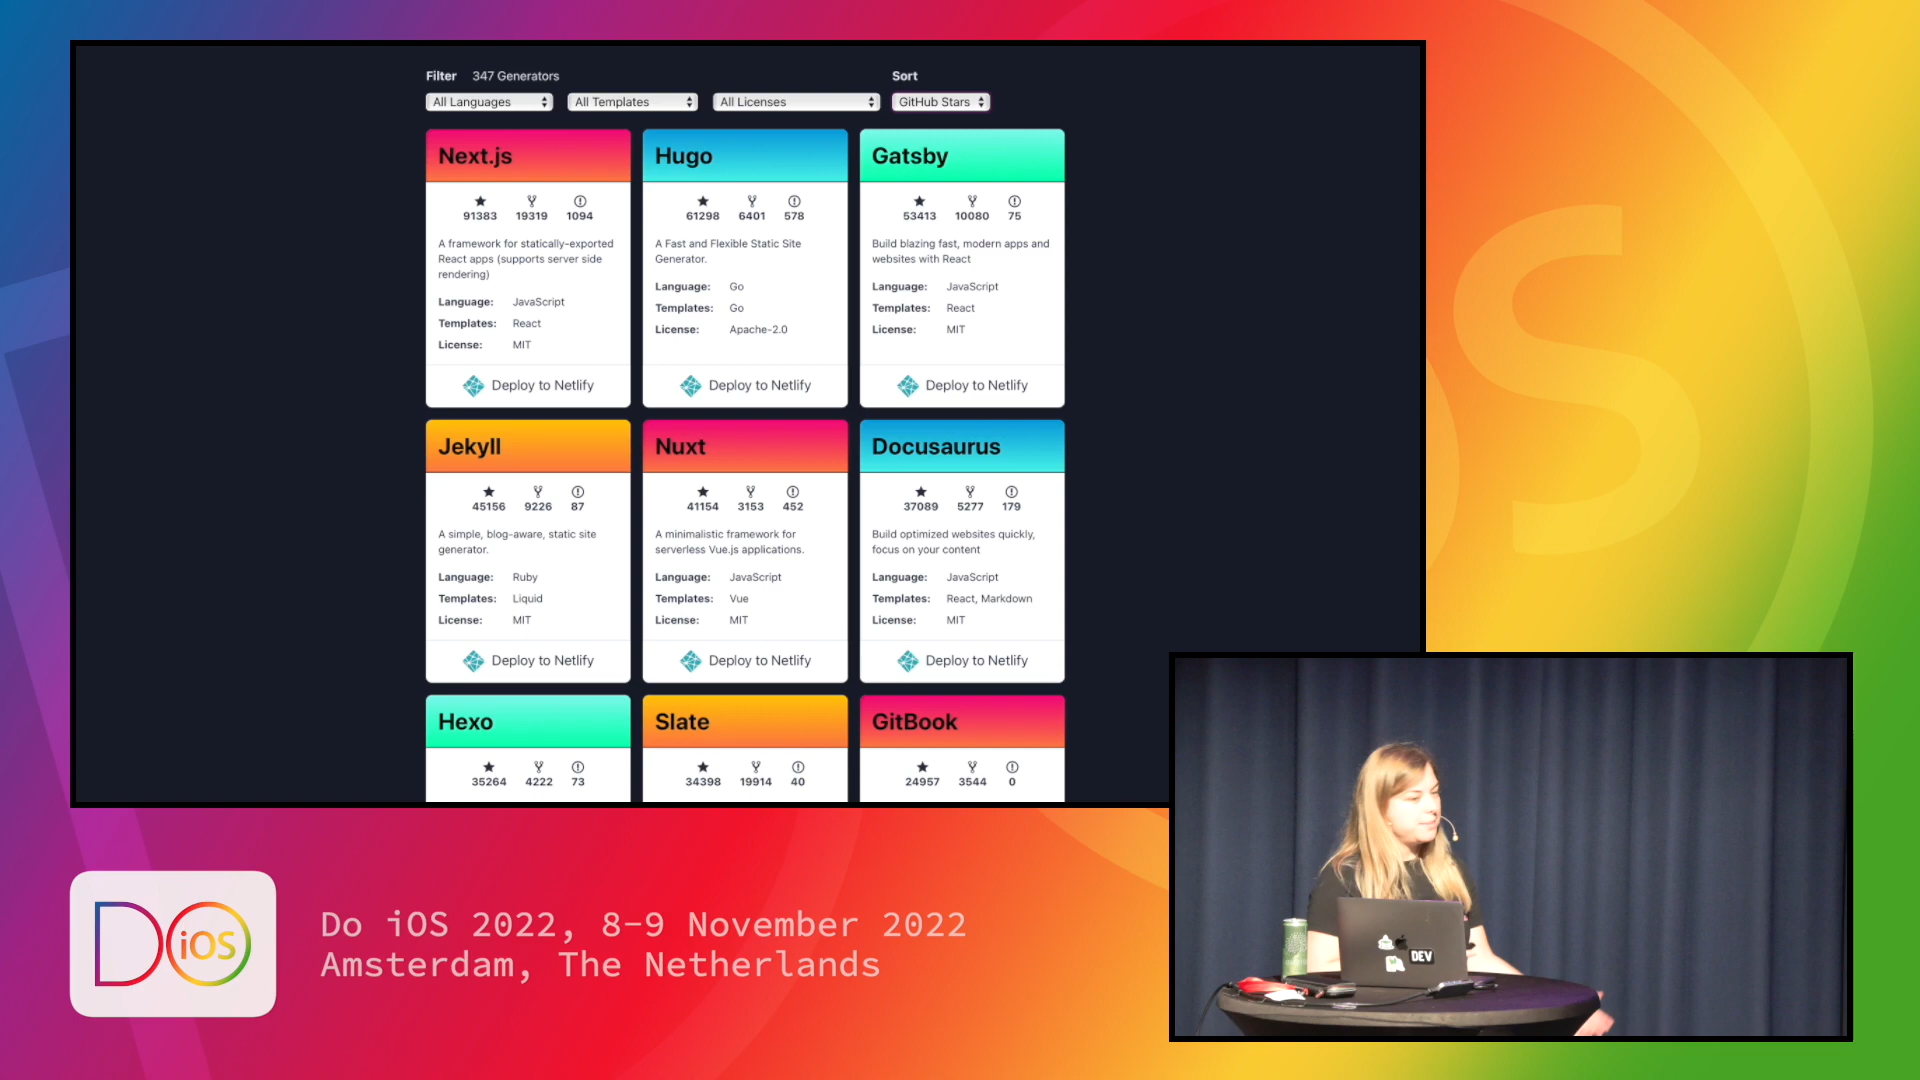 Filter 347 Generators Sort
All Languages All Templates All Licenses GitHub Stars
Next.js
91383 19319 1094
A framework for statically-exported
React apps (supports server side
rendering)
Language: JavaScript
Templates: React
License: MIT
Deploy to Netlify
Hugo
61298 6401 578
A Fast and Flexible Static Site
Generator.
Language: Go
Templates: Go
License: Apache-2.0
Deploy to Netlify
Gatsby
53413 10080 75
Build blazing fast, modern apps and
websites with React
Language: JavaScript
Templates: React
License: MIT
Deploy to Netlify
Jekyll
45156 9226 87
A simple, blog-aware, static site
generator.
Language: Ruby
Templates: Liquid
License: MIT
Deploy to Netlify
Nuxt
41154 3153 452
A minimalistic framework for
serverless Vue.js applications.
Language: JavaScript
Templates: Vue
License: MIT
Deploy to Netlify
Docusaurus
37089 5277 179
Build optimized websites quickly,
focus on your content
Language: JavaScript
Templates: React, Markdown
License: MIT
Deploy to Netlify
Hexo
35264 4222 73
Slate
34398 19914 40
GitBook
24957 3544 0
DEV
DO iOS
Do iOS 2022, 8-9 November 2022
Amsterdam, The Netherlands
S